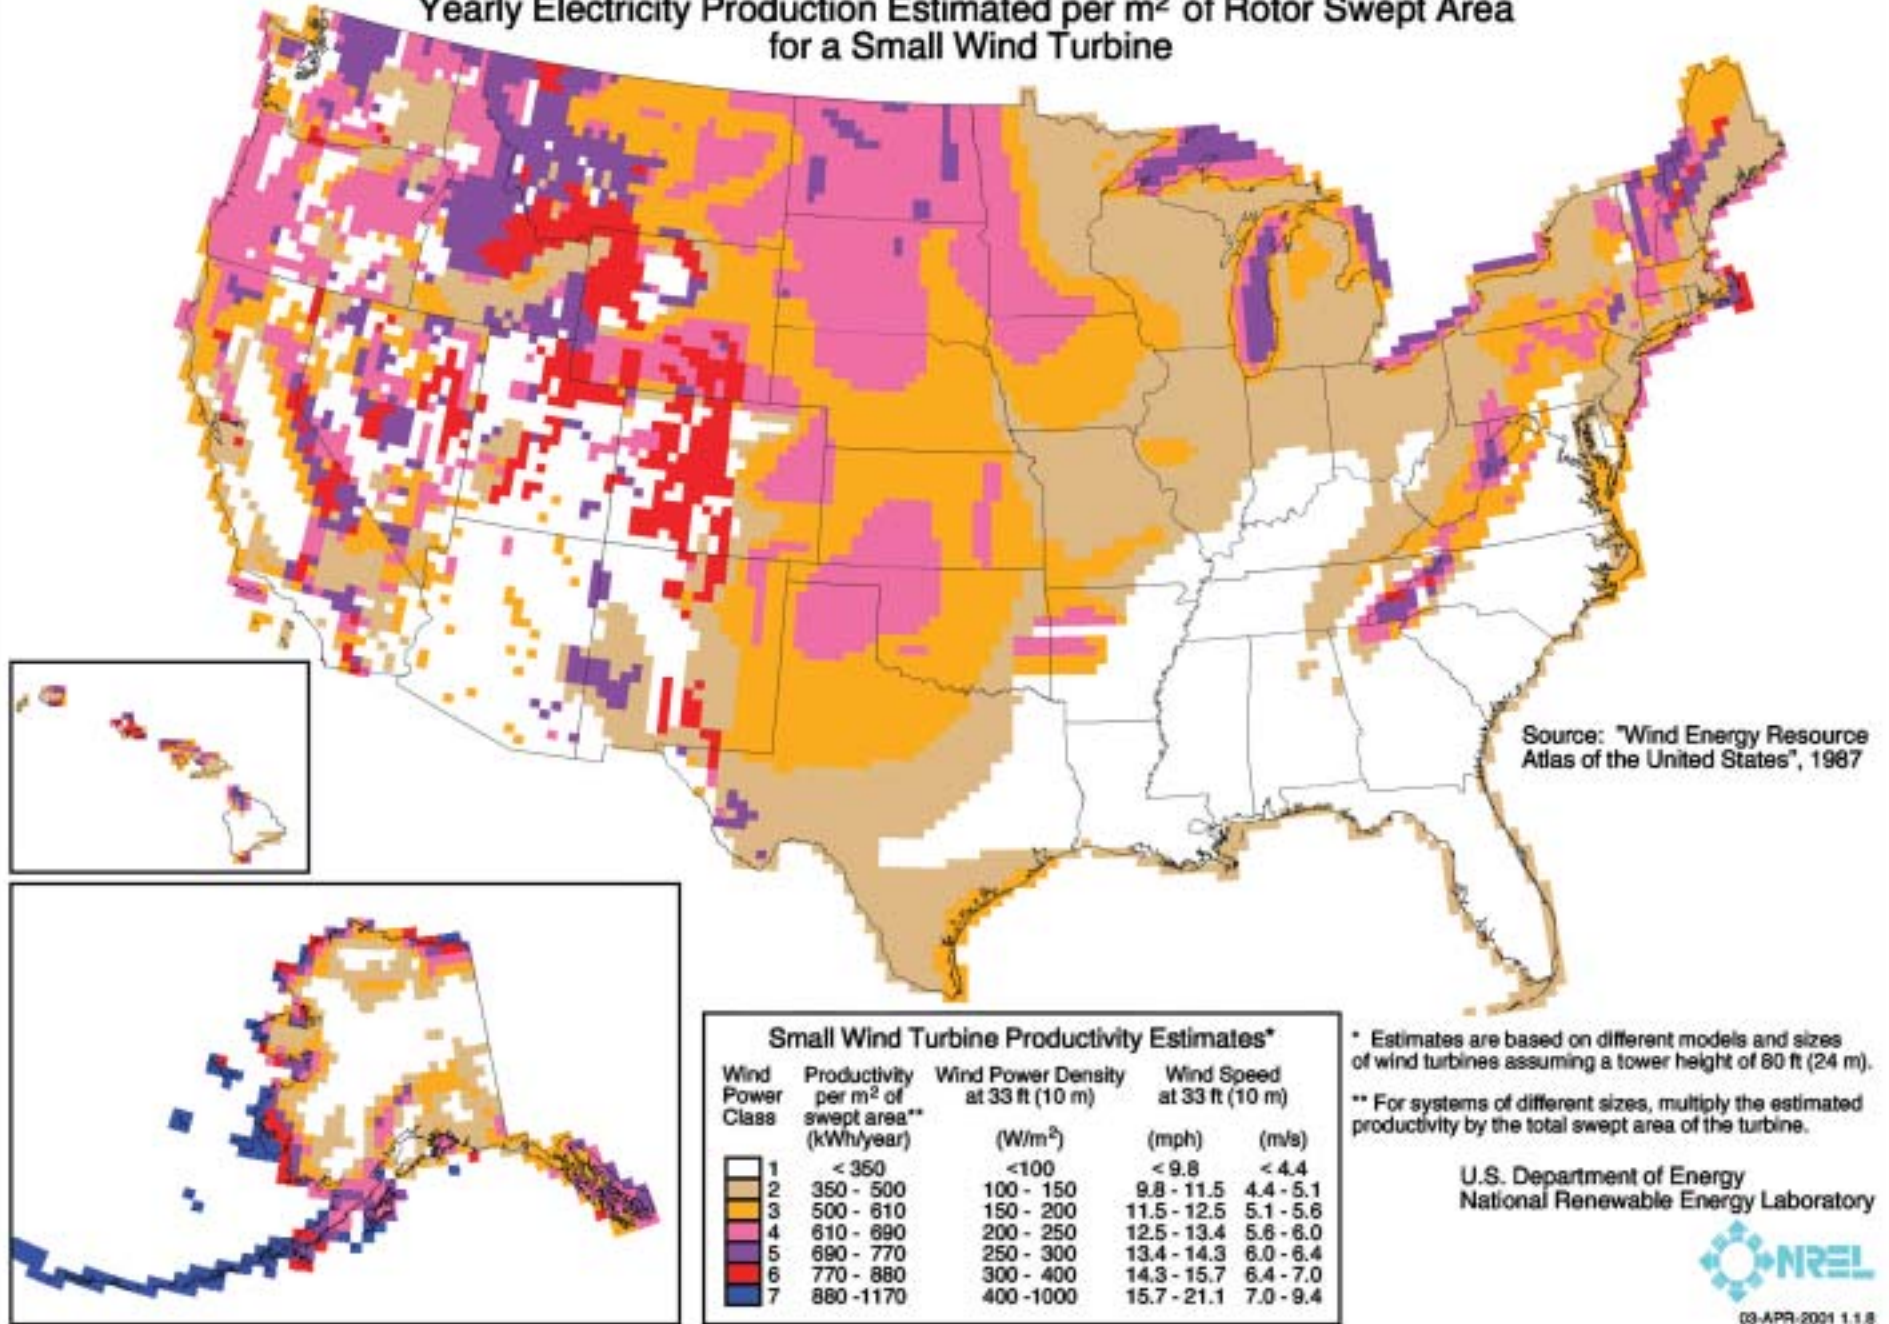 Yearly Electricity Production Estimated per m² of Rotor Swept Area
for a Small Wind Turbine
Source: "Wind Energy Resource
Atlas of the United States", 1987
Small Wind Turbine Productivity Estimates*
Wind Productivity Wind Power Density Wind Speed
Power per m² of at 33 ft (10 m) at 33 ft (10 m)
Class swept area**
(kWh/year) (W/m²) (mph) (m/s)
1 < 350 <100 < 9.8 < 4.4
2 350 - 500 100 - 150 9.8 - 11.5 4.4 - 5.1
3 500 - 610 150 - 200 11.5 - 12.5 5.1 - 5.6
4 610 - 690 200 - 250 12.5 - 13.4 5.6 - 6.0
5 690 - 770 250 - 300 13.4 - 14.3 6.0 - 6.4
6 770 - 880 300 - 400 14.3 - 15.7 6.4 - 7.0
7 880 -1170 400 -1000 15.7 - 21.1 7.0 - 9.4
* Estimates are based on different models and sizes
of wind turbines assuming a tower height of 80 ft (24 m).
** For systems of different sizes, multiply the estimated
productivity by the total swept area of the turbine.
U.S. Department of Energy
National Renewable Energy Laboratory
NREL
03-APR-2001 1.1.8